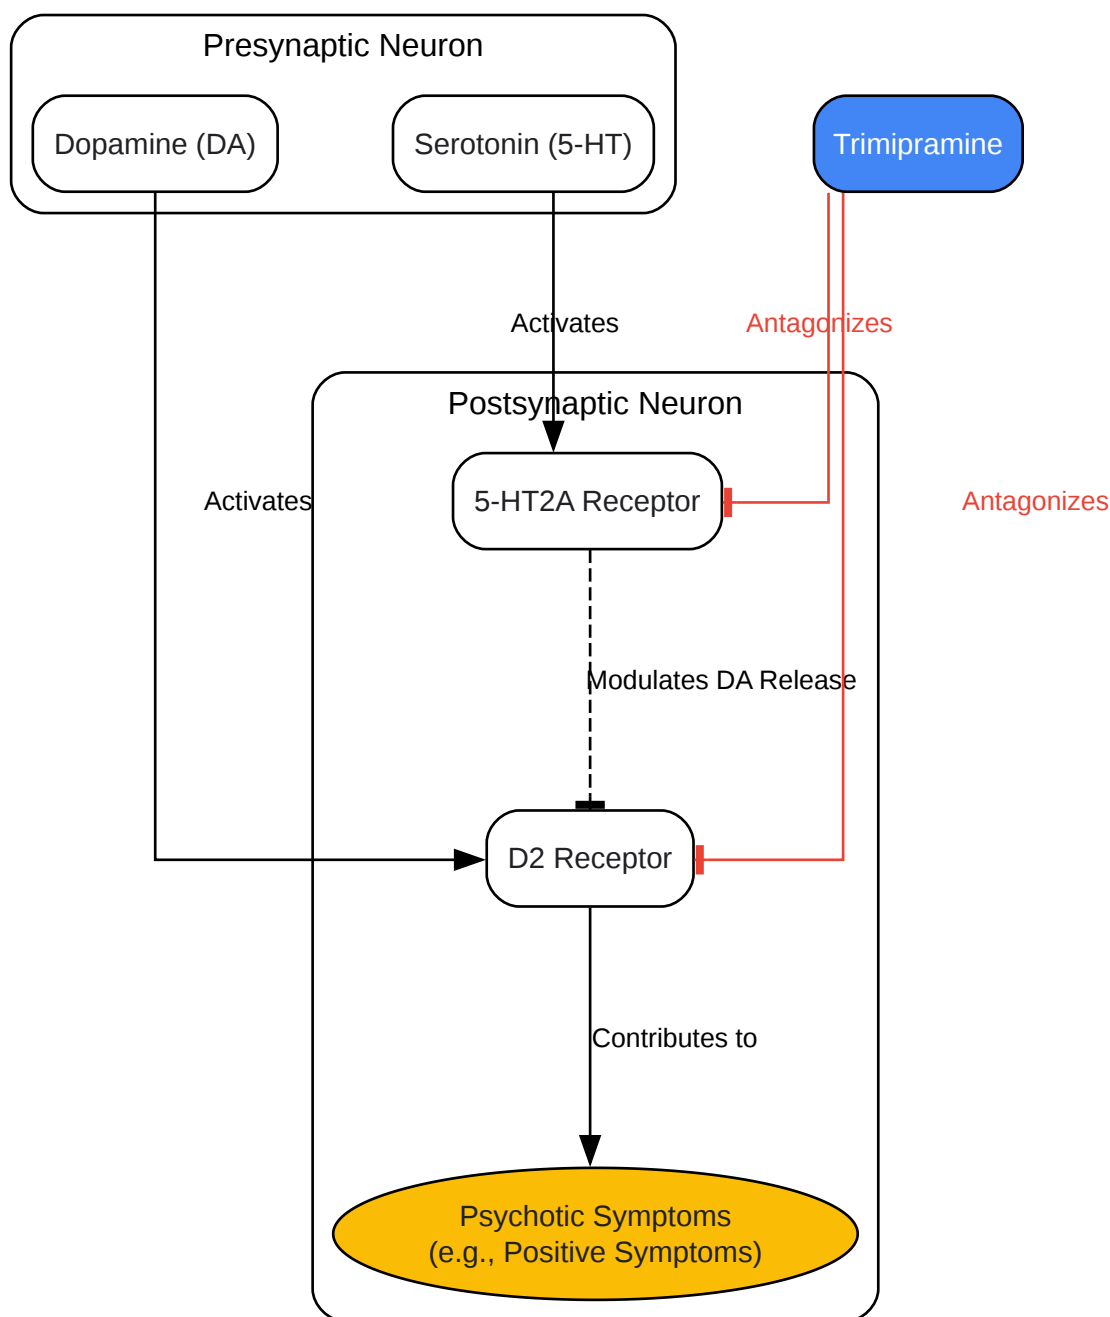 Presynaptic Neuron
Dopamine (DA)
Serotonin (5-HT)
Trimipramine
Activates
Antagonizes
Postsynaptic Neuron
Activates
5-HT2A Receptor
Antagonizes
Modulates DA Release
D2 Receptor
Contributes to
Psychotic Symptoms
(e.g., Positive Symptoms)